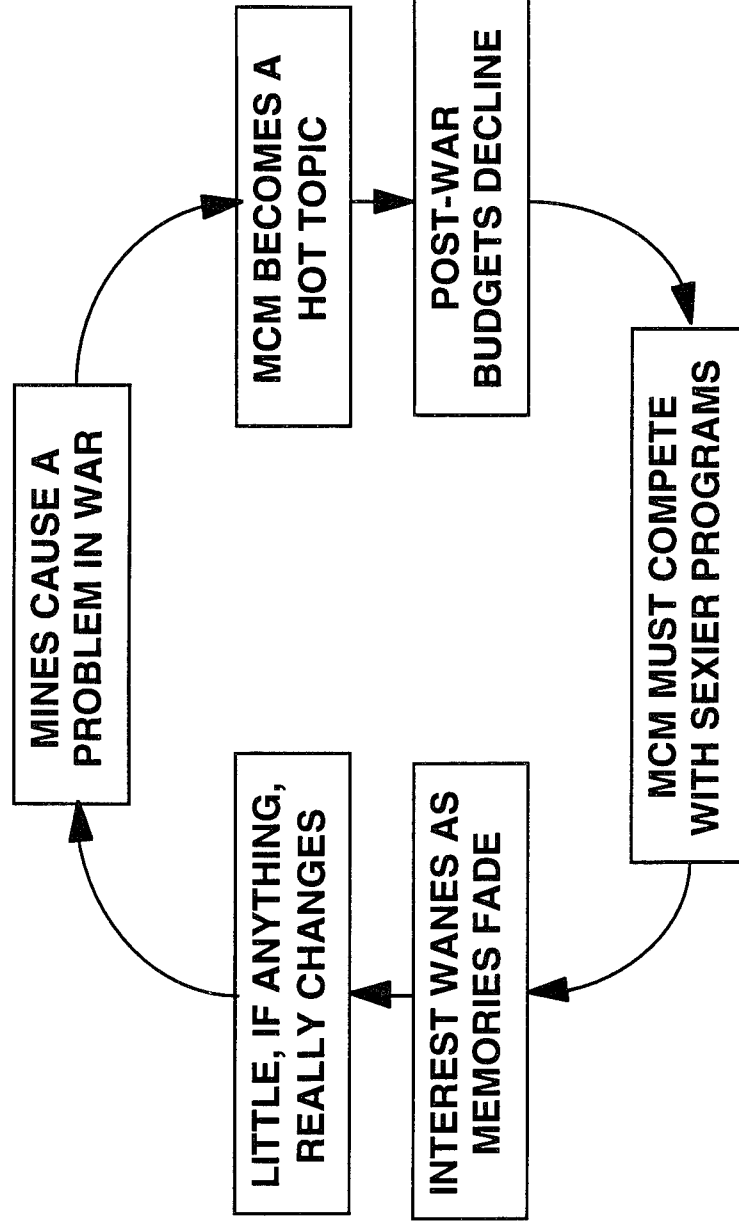 MINES CAUSE A
PROBLEM IN WAR
MCM BECOMES A
HOT TOPIC
POST-WAR
BUDGETS DECLINE
MCM MUST COMPETE
WITH SEXIER PROGRAMS
INTEREST WANES AS
MEMORIES FADE
LITTLE, IF ANYTHING,
REALLY CHANGES